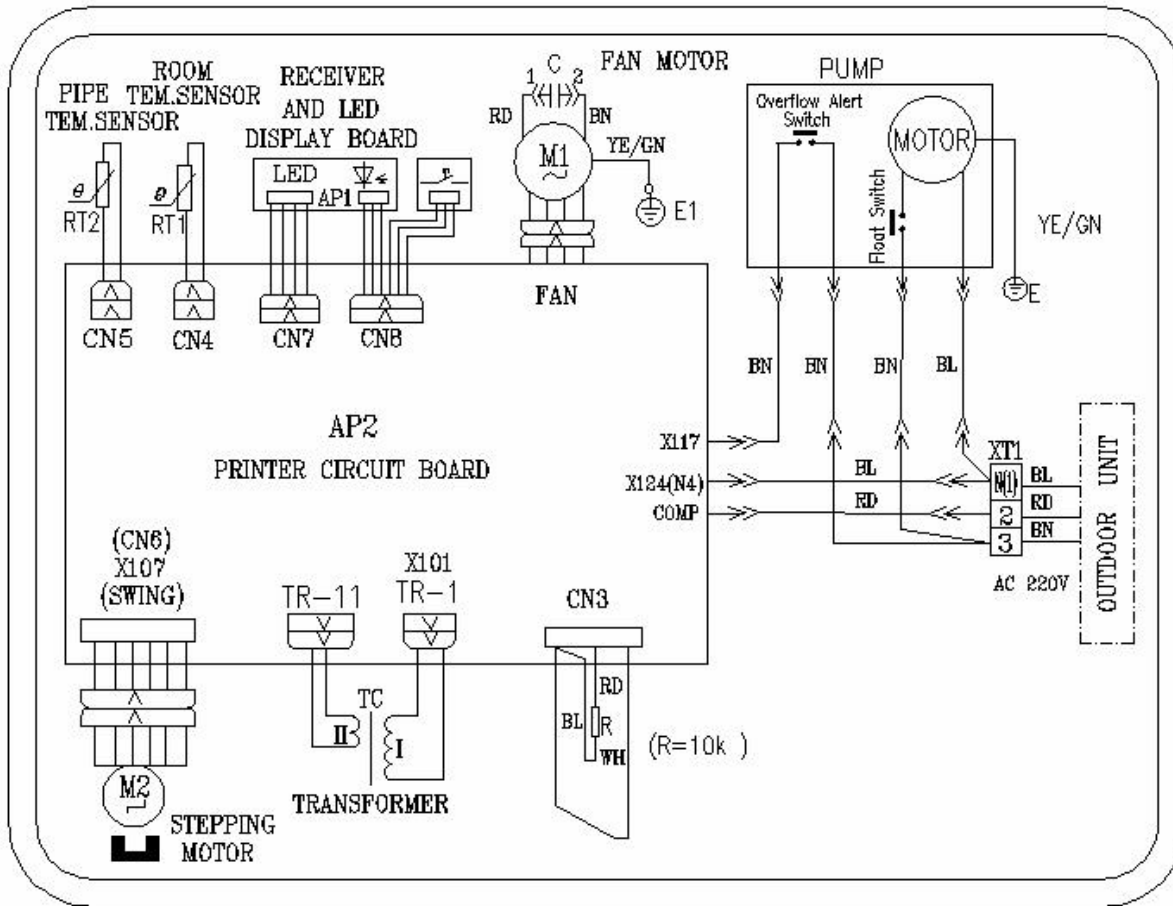 PIPE
TEM.SENSOR
ROOM
TEM.SENSOR
RECEIVER
AND LED
DISPLAY BOARD
1 C 2
FAN MOTOR
PUMP
Overflow Alert
Switch
RD
BN
YE/GN
MOTOR
LED
AP1
M1
E1
θ
RT2
θ
RT1
Float Switch
YE/GN
E
FAN
CN5
CN4
CN7
CN8
BN
BN
BN
BL
AP2
PRINTER CIRCUIT BOARD
X117
X124(N4)
COMP
BL
RD
XT1
N(1)
2
3
BL
RD
BN
AC 220V
OUTDOOR UNIT
(CN6)
X107
(SWING)
TR-11
X101
TR-1
CN3
TC
II
I
TRANSFORMER
RD
BL
R
WH
(R=10k )
M2
STEPPING
MOTOR